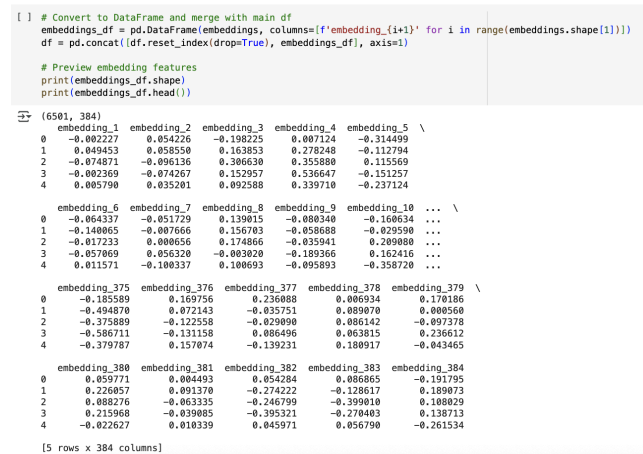 [ ] # Convert to DataFrame and merge with main df
embeddings_df = pd.DataFrame(embeddings, columns=[f'embedding_{i+1}' for i in range(embeddings.shape[1])])
df = pd.concat([df.reset_index(drop=True), embeddings_df], axis=1)
# Preview embedding features
print(embeddings_df.shape)
print(embeddings_df.head())
(6501, 384)
embedding_1 embedding_2 embedding_3 embedding_4 embedding_5 \
0 -0.002227 0.054226 -0.198225 0.007124 -0.314499
1 0.049453 0.058550 0.163853 0.278248 -0.112794
2 -0.074871 -0.096136 0.306630 0.355880 0.115569
3 -0.002369 -0.074267 0.152957 0.536647 -0.151257
4 0.005790 0.035201 0.092588 0.339710 -0.237124
embedding_6 embedding_7 embedding_8 embedding_9 embedding_10 ... \
0 -0.064337 -0.051729 0.139015 -0.080340 -0.160634 ...
1 -0.140065 -0.007666 0.156703 -0.058688 -0.029590 ...
2 -0.017233 0.000656 0.174866 -0.035941 0.209080 ...
3 -0.057069 0.056320 -0.003020 -0.189366 0.162416 ...
4 0.011571 -0.100337 0.100693 -0.095893 -0.358720 ...
embedding_375 embedding_376 embedding_377 embedding_378 embedding_379 \
0 -0.185589 0.169756 0.236088 0.006934 0.170186
1 -0.494870 0.072143 -0.035751 0.089070 0.000560
2 -0.375889 -0.122558 -0.029090 0.086142 -0.097378
3 -0.586711 -0.131158 0.086496 0.063815 0.236612
4 -0.379787 0.157074 -0.139231 0.180917 -0.043465
embedding_380 embedding_381 embedding_382 embedding_383 embedding_384
0 0.059771 0.004493 0.054284 0.086865 -0.191795
1 0.226057 0.091370 -0.274222 -0.128617 0.189073
2 0.088276 -0.063335 -0.246799 -0.399010 0.108029
3 0.215968 -0.039085 -0.395321 -0.270403 0.138713
4 -0.022627 0.010339 0.045971 0.056790 -0.261534
[5 rows x 384 columns]